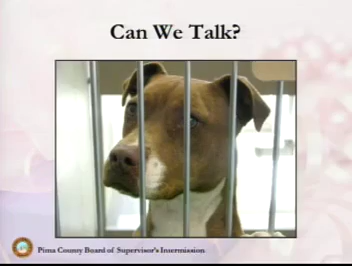 Can We Talk?
Pima County Board of Supervisor's Intermission